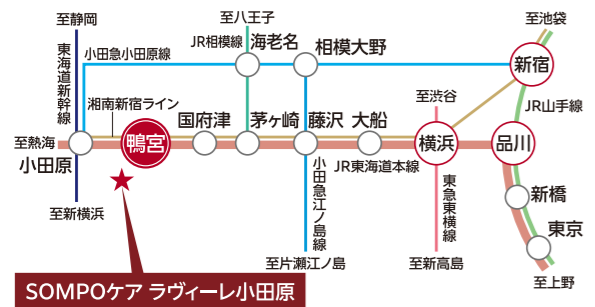 至静岡
至八王子
至池袋
JR相模線
海老名
相模大野
小田急小田原線
新宿
東海道新幹線
湘南新宿ライン
至渋谷
JR山手線
国府津
茅ヶ崎
藤沢
大船
至熱海
鴨宮
横浜
品川
小田原
JR東海道本線
小田急江ノ島線
東急東横線
新橋
東京
至新横浜
至片瀬江ノ島
至新高島
至上野
SOMPOケア ラヴィーレ小田原